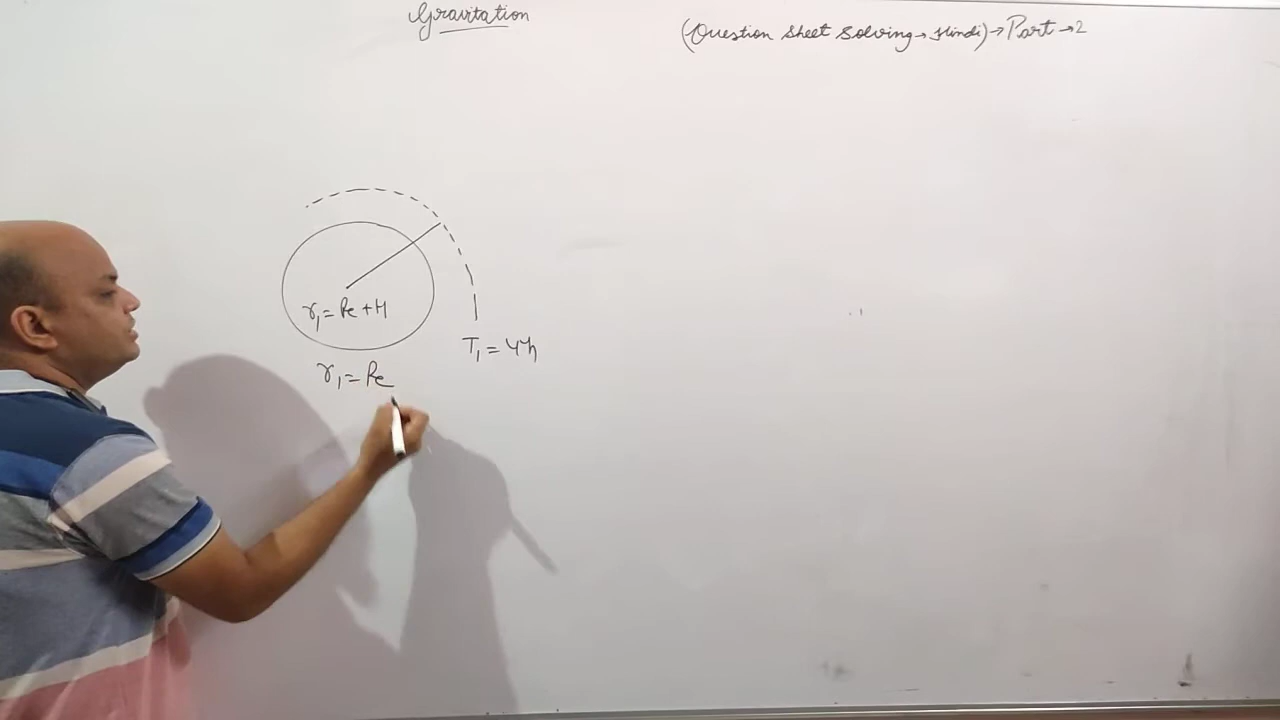 Gravitation
(Question Sheet Solving → Hindi) → Part → 2
r₁ = Re + H
T₁ = 4h
r₁ = Re